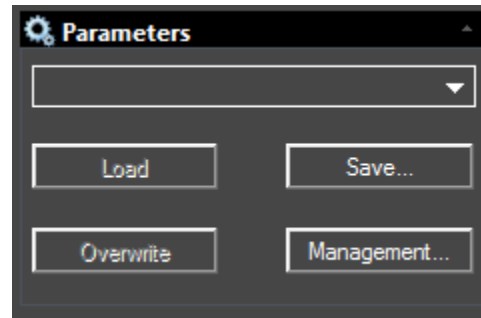 Parameters
Load
Save...
Overwrite
Management...